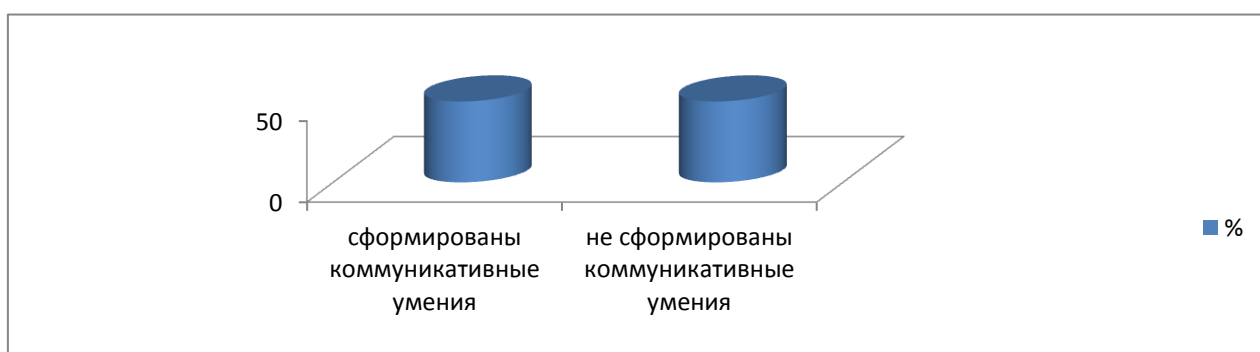 50
0
сформированы
коммуникативные
умения
не сформированы
коммуникативные
умения
%